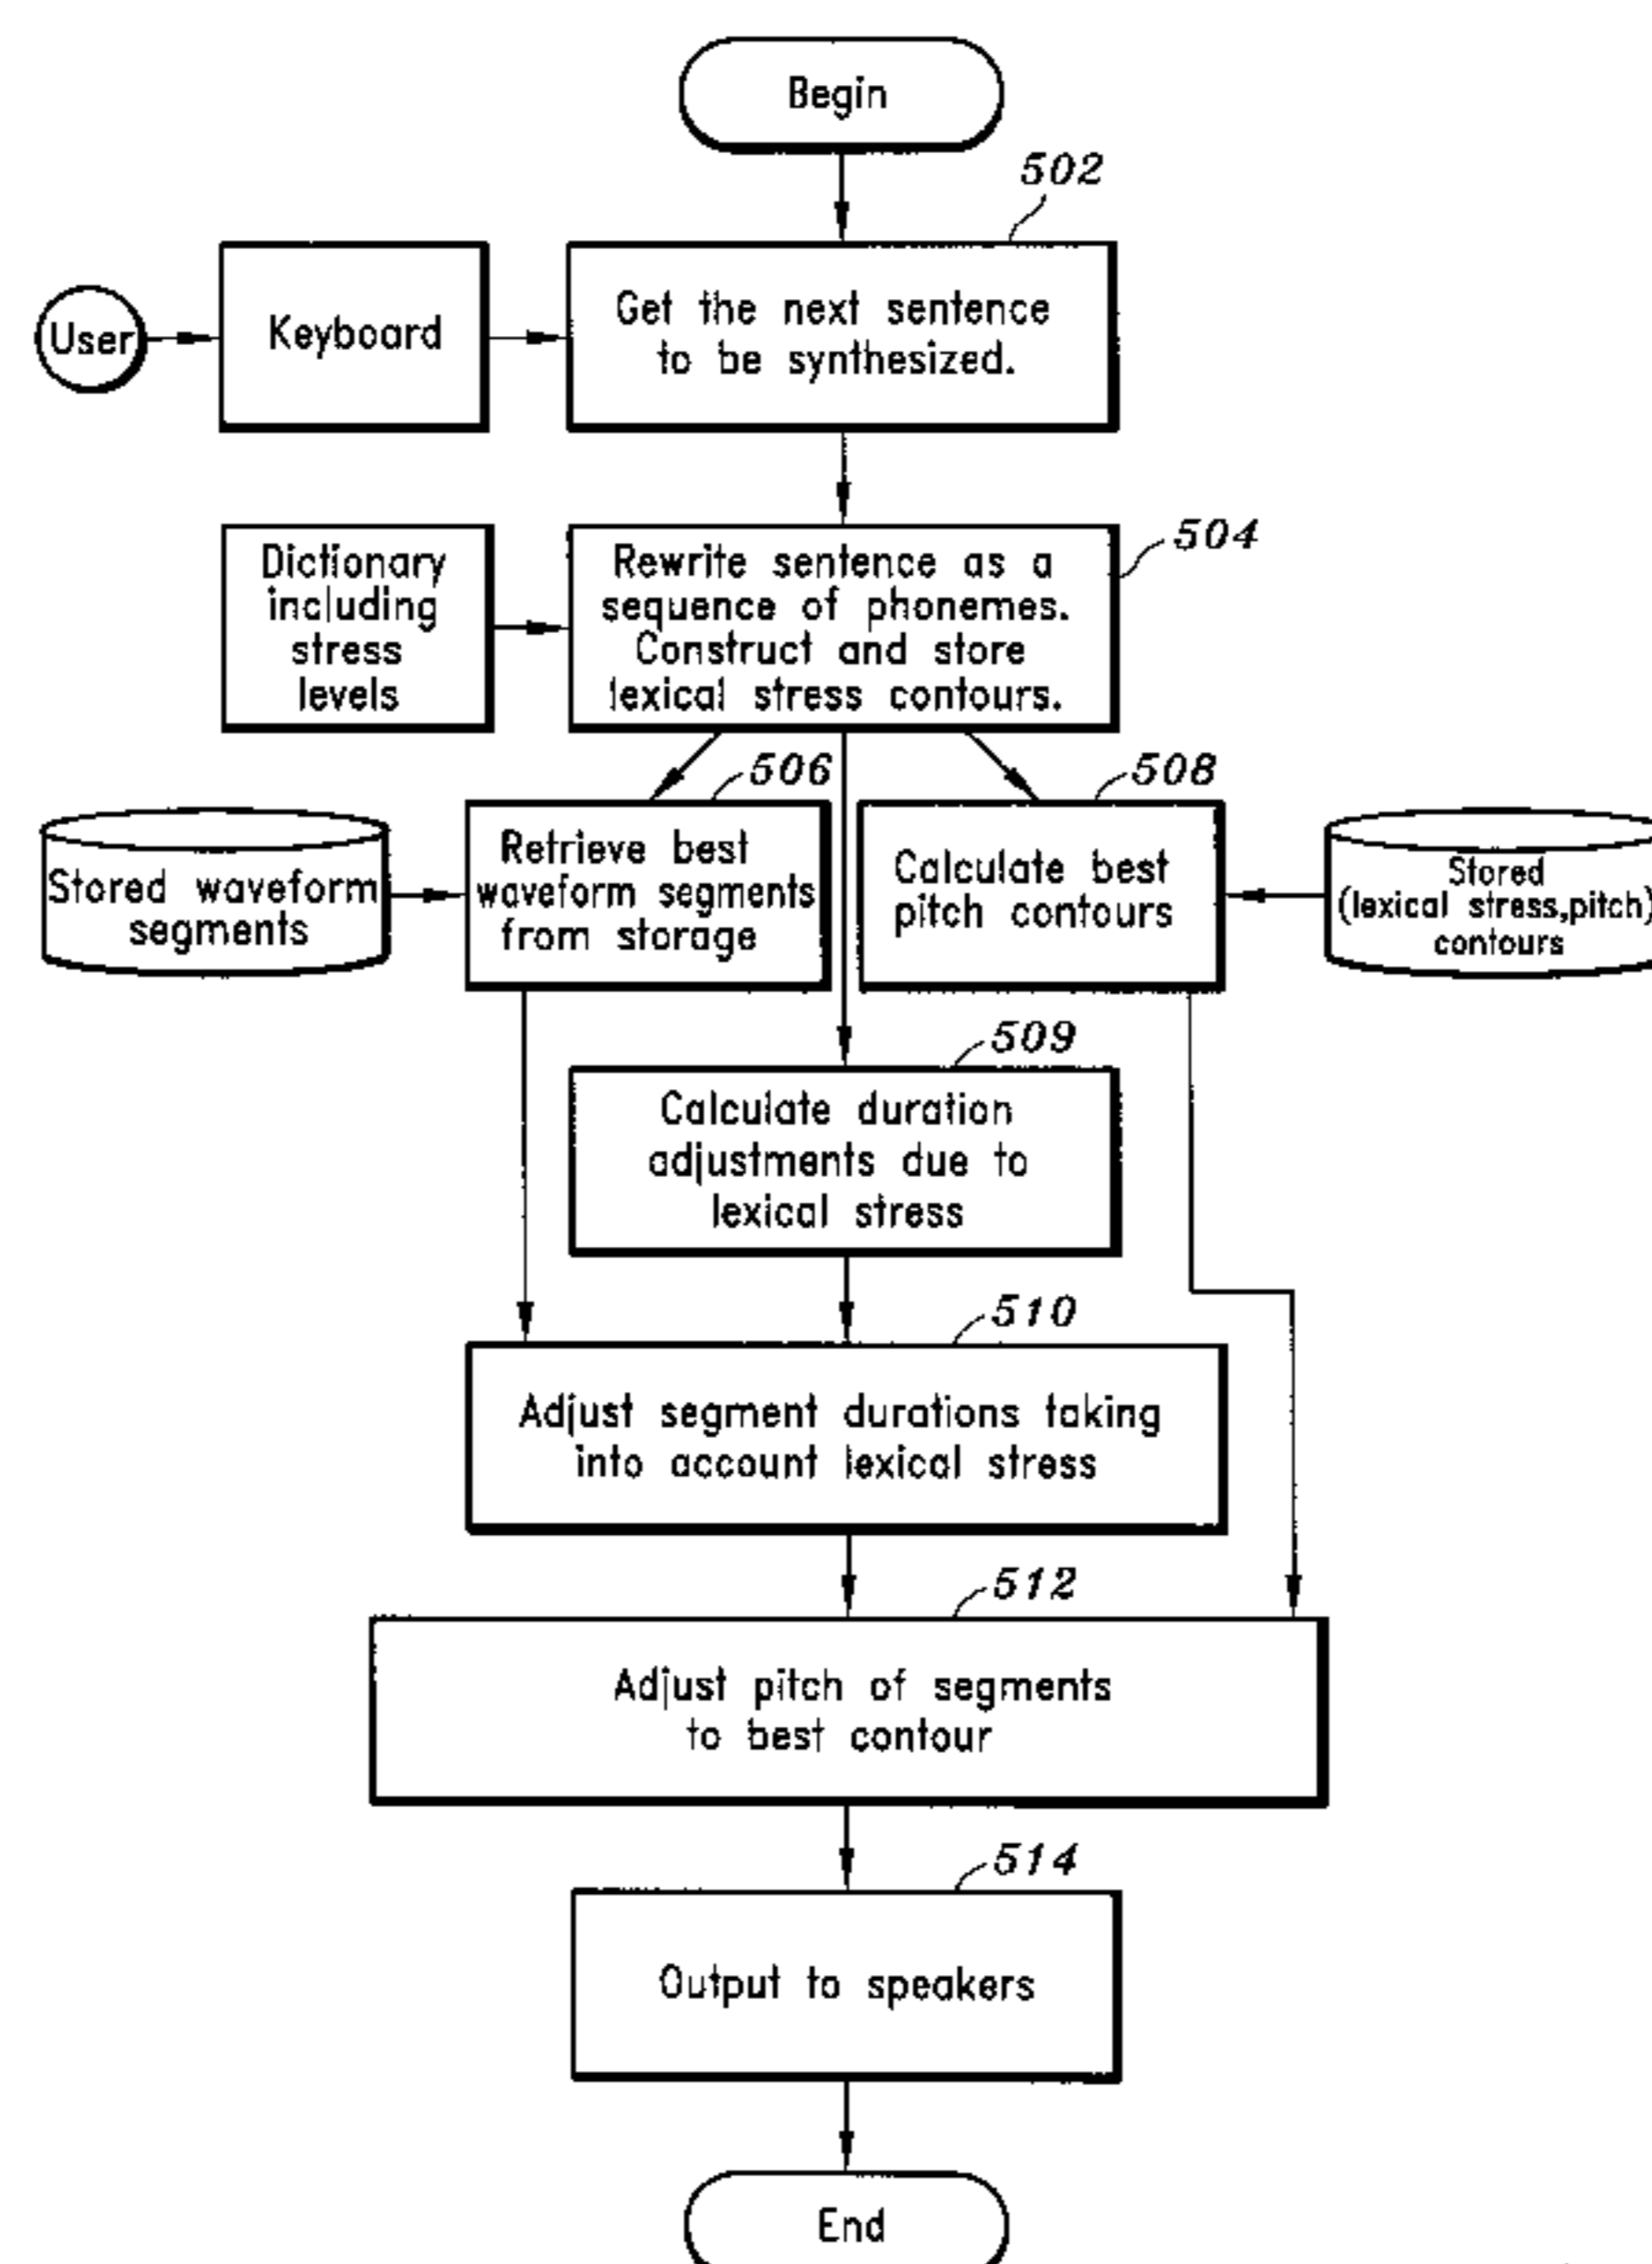 Begin
502
User
Keyboard
Get the next sentence
to be synthesized.
Dictionary
including
stress
levels
504
Rewrite sentence as a
sequence of phonemes.
Construct and store
lexical stress contours.
506
508
Stored waveform
segments
Retrieve best
waveform segments
from storage
Calculate best
pitch contours
Stored
(lexical stress,pitch)
contours
509
Calculate duration
adjustments due to
lexical stress
510
Adjust segment durations taking
into account lexical stress
512
Adjust pitch of segments
to best contour
514
Output to speakers
End